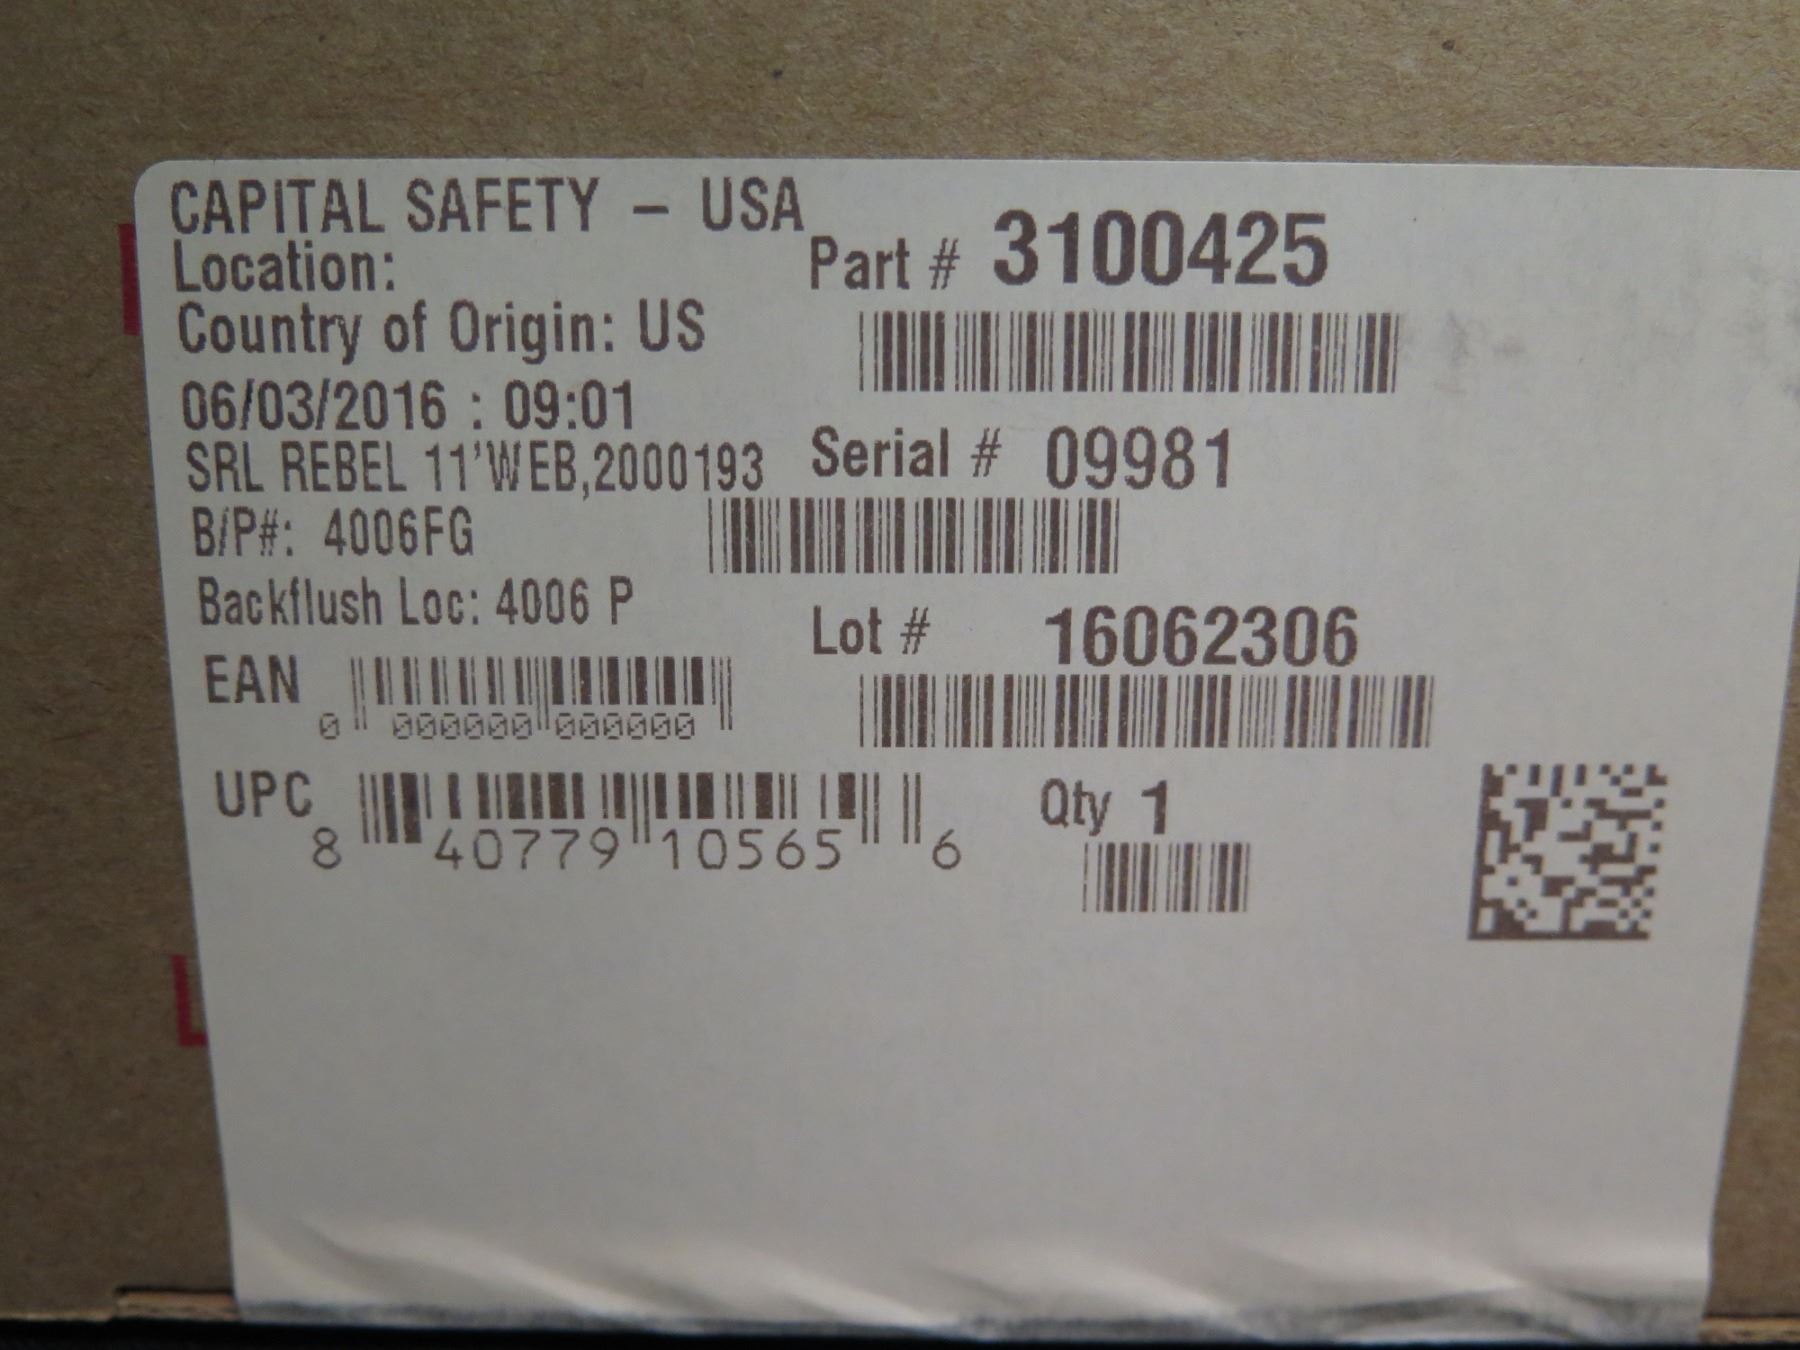 CAPITAL SAFETY - USA
Location:
Part # 3100425
Country of Origin: US
06/03/2016 : 09:01
SRL REBEL 11'WEB,2000193
Serial # 09981
B/P#: 4006FG
Backflush Loc: 4006 P
Lot # 16062306
EAN
0 000000 000000
UPC
8 40779 10565 6
Qty 1